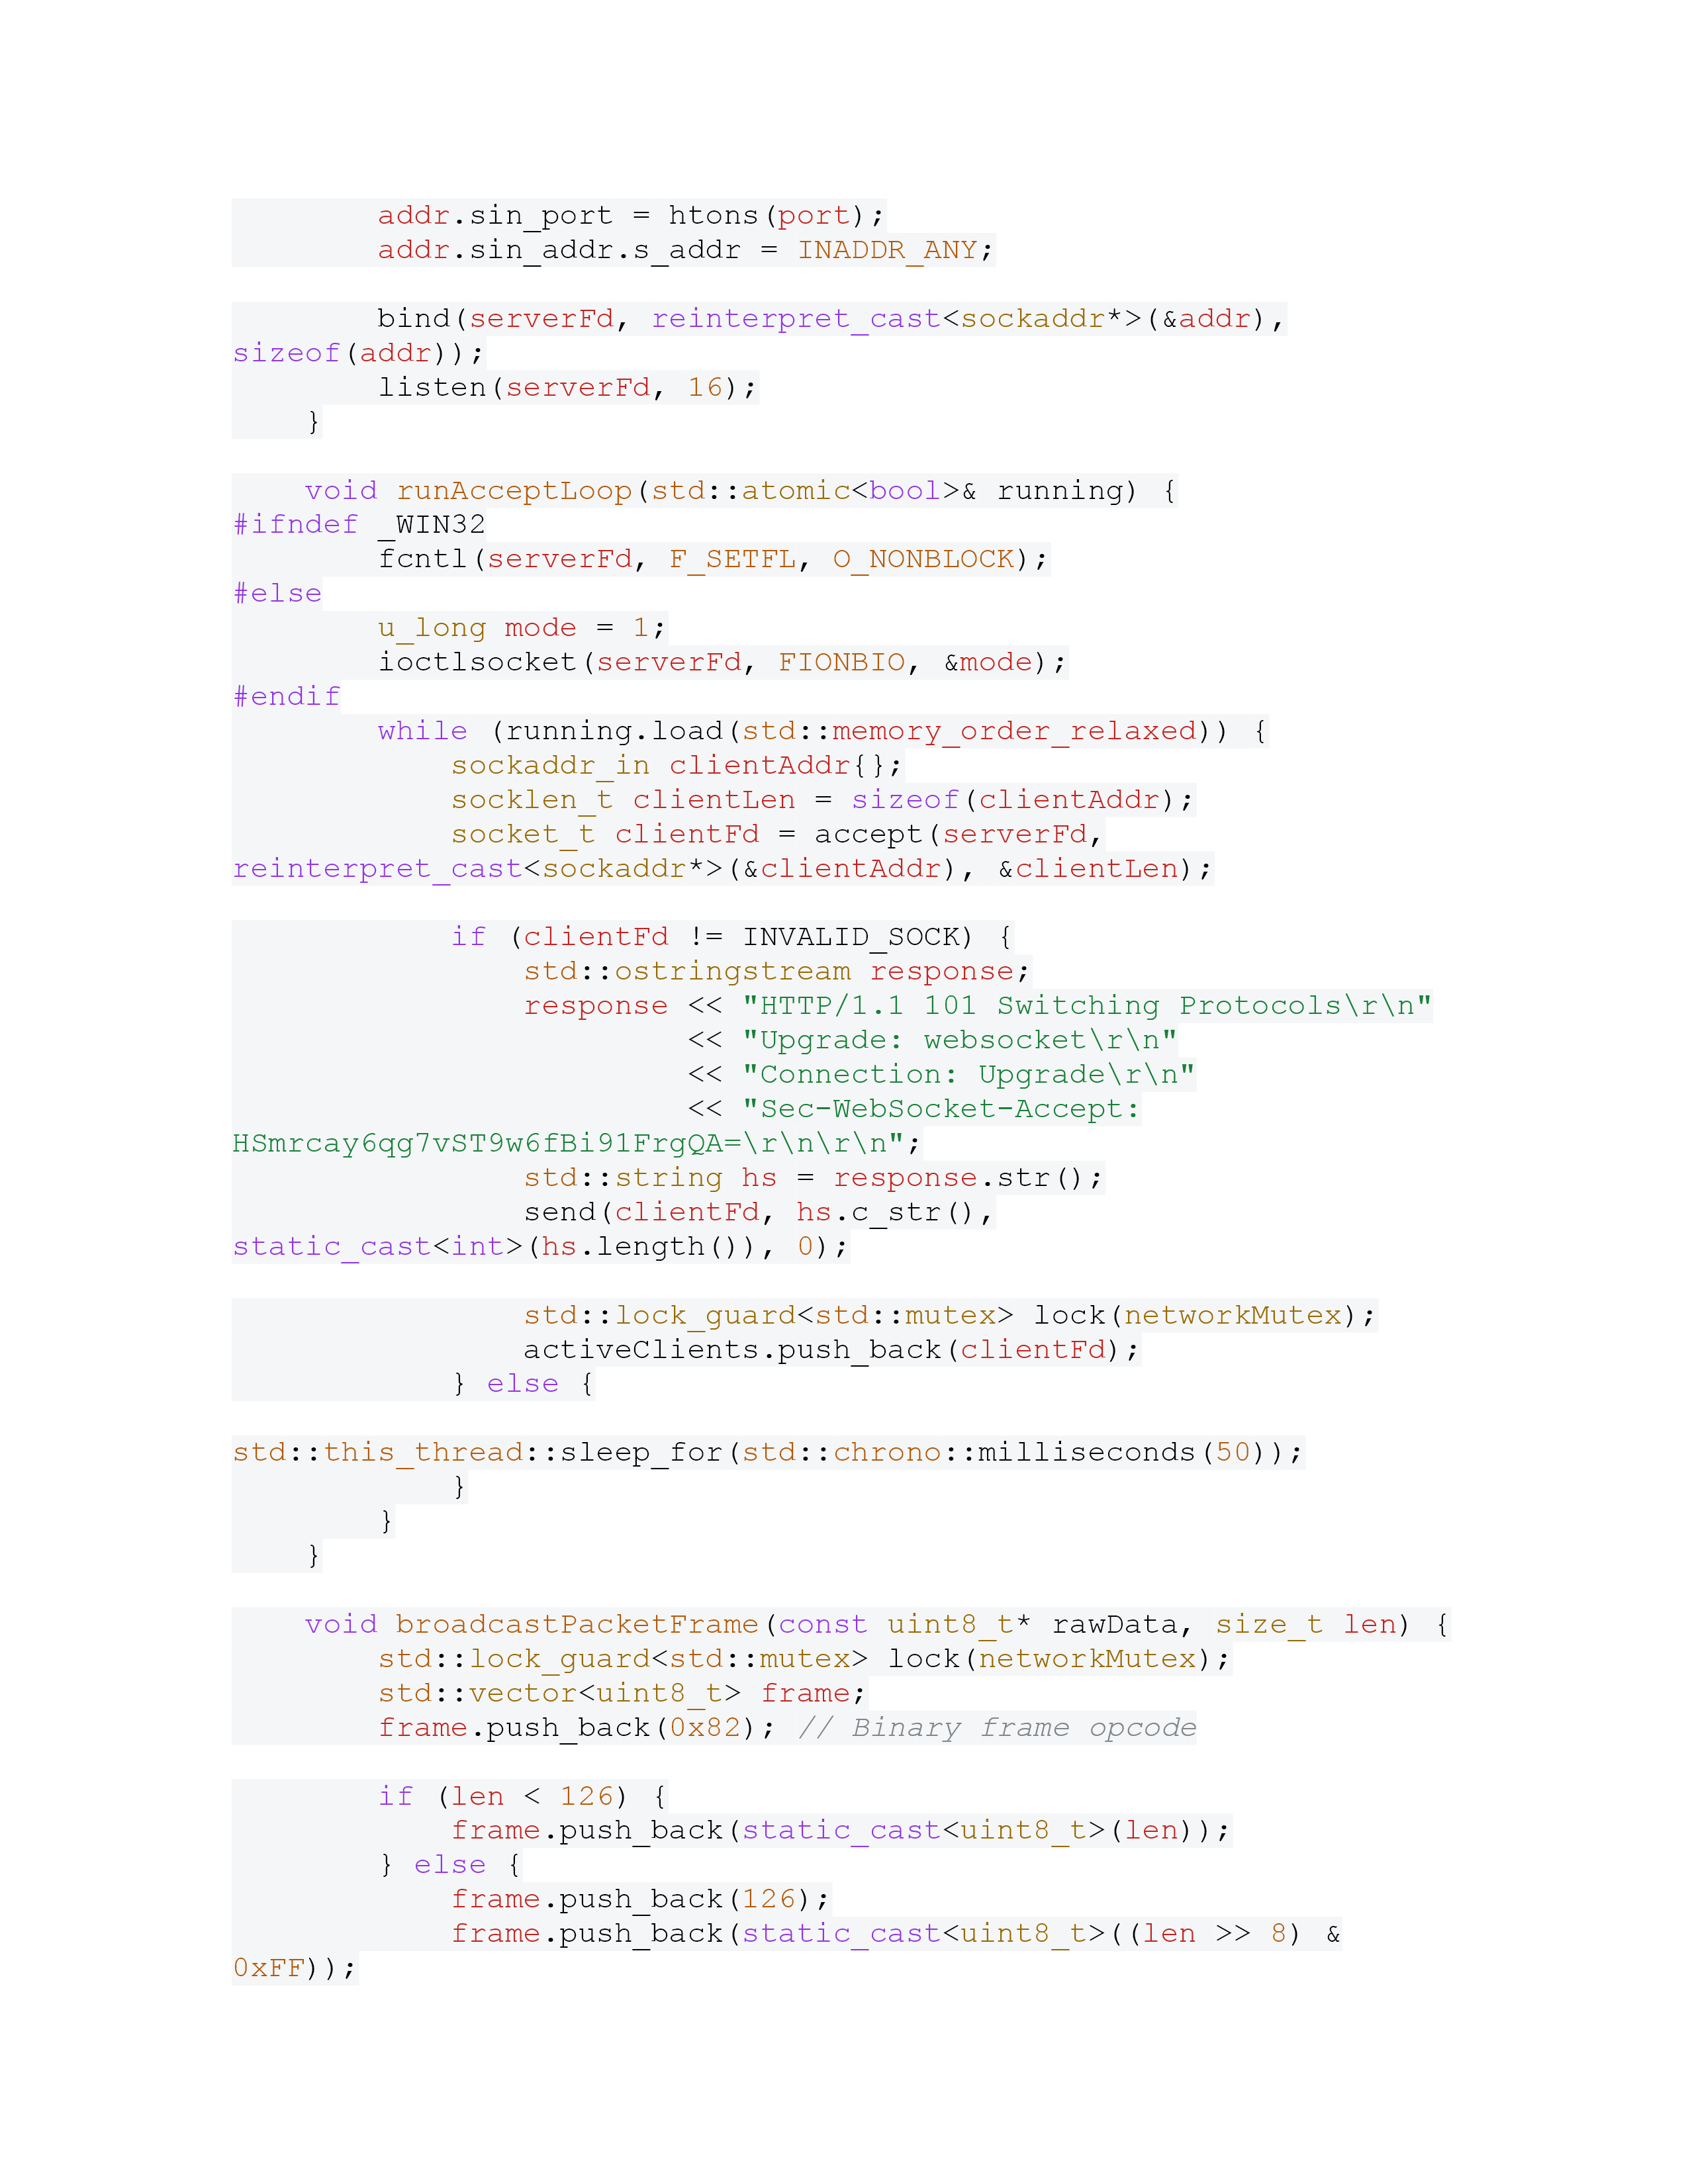 addr.sin_port = htons(port);
        addr.sin_addr.s_addr = INADDR_ANY;

        bind(serverFd, reinterpret_cast<sockaddr*>(&addr),
sizeof(addr));
        listen(serverFd, 16);
    }

    void runAcceptLoop(std::atomic<bool>& running) {
#ifndef _WIN32
        fcntl(serverFd, F_SETFL, O_NONBLOCK);
#else
        u_long mode = 1;
        ioctlsocket(serverFd, FIONBIO, &mode);
#endif
        while (running.load(std::memory_order_relaxed)) {
            sockaddr_in clientAddr{};
            socklen_t clientLen = sizeof(clientAddr);
            socket_t clientFd = accept(serverFd,
reinterpret_cast<sockaddr*>(&clientAddr), &clientLen);

            if (clientFd != INVALID_SOCK) {
                std::ostringstream response;
                response << "HTTP/1.1 101 Switching Protocols\r\n"
                         << "Upgrade: websocket\r\n"
                         << "Connection: Upgrade\r\n"
                         << "Sec-WebSocket-Accept:
HSmrcay6qg7vST9w6fBi91FrgQA=\r\n\r\n";
                std::string hs = response.str();
                send(clientFd, hs.c_str(),
static_cast<int>(hs.length()), 0);

                std::lock_guard<std::mutex> lock(networkMutex);
                activeClients.push_back(clientFd);
            } else {

std::this_thread::sleep_for(std::chrono::milliseconds(50));
            }
        }
    }

    void broadcastPacketFrame(const uint8_t* rawData, size_t len) {
        std::lock_guard<std::mutex> lock(networkMutex);
        std::vector<uint8_t> frame;
        frame.push_back(0x82); // Binary frame opcode

        if (len < 126) {
            frame.push_back(static_cast<uint8_t>(len));
        } else {
            frame.push_back(126);
            frame.push_back(static_cast<uint8_t>((len >> 8) &
0xFF));